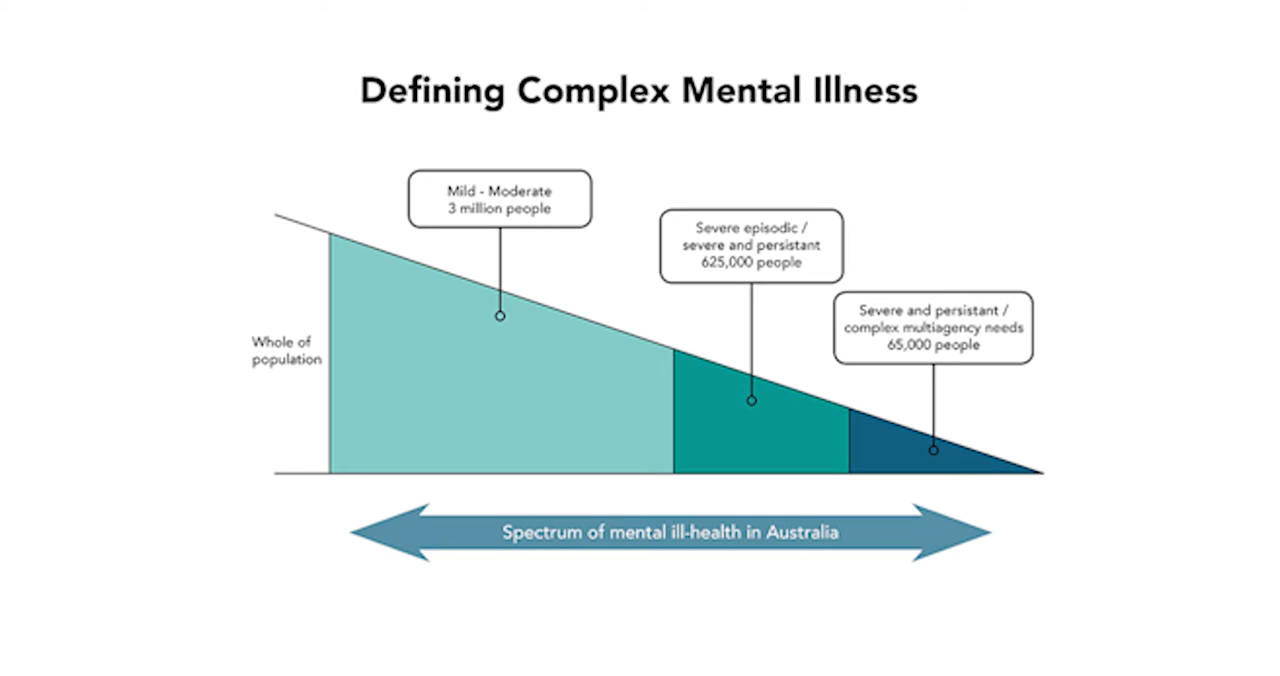 Defining Complex Mental Illness
Mild - Moderate
3 million people
Severe episodic /
severe and persistant
625,000 people
Severe and persistant /
complex multiagency needs
65,000 people
Whole of
population
Spectrum of mental ill-health in Australia